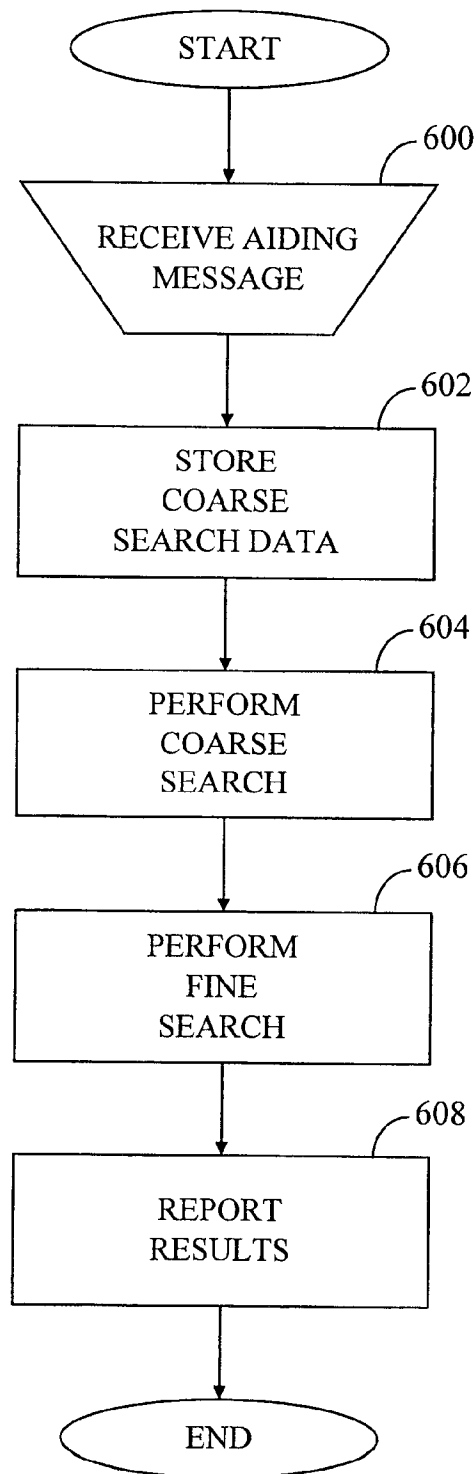 START
600
RECEIVE AIDING
MESSAGE
602
STORE
COARSE
SEARCH DATA
604
PERFORM
COARSE
SEARCH
606
PERFORM
FINE
SEARCH
608
REPORT
RESULTS
END